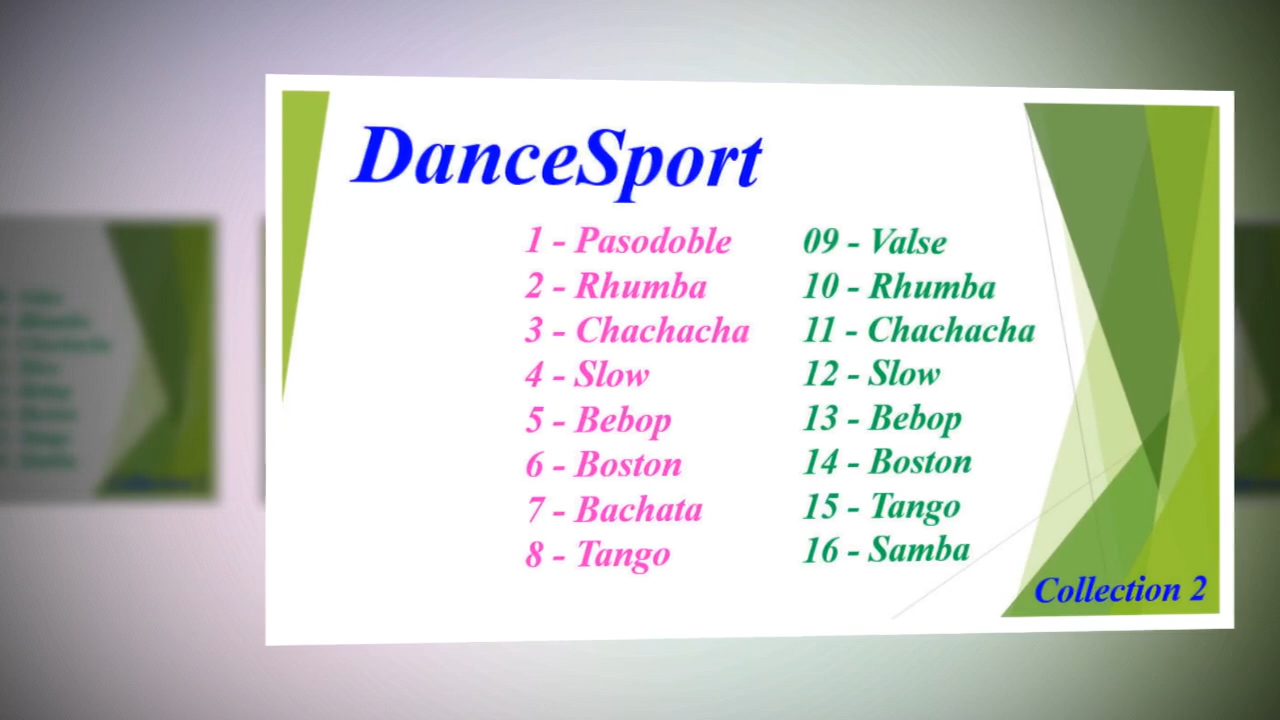 DanceSport
1 - Pasodoble
2 - Rhumba
3 - Chachacha
4 - Slow
5 - Bebop
6 - Boston
7 - Bachata
8 - Tango
09 - Valse
10 - Rhumba
11 - Chachacha
12 - Slow
13 - Bebop
14 - Boston
15 - Tango
16 - Samba
Collection 2